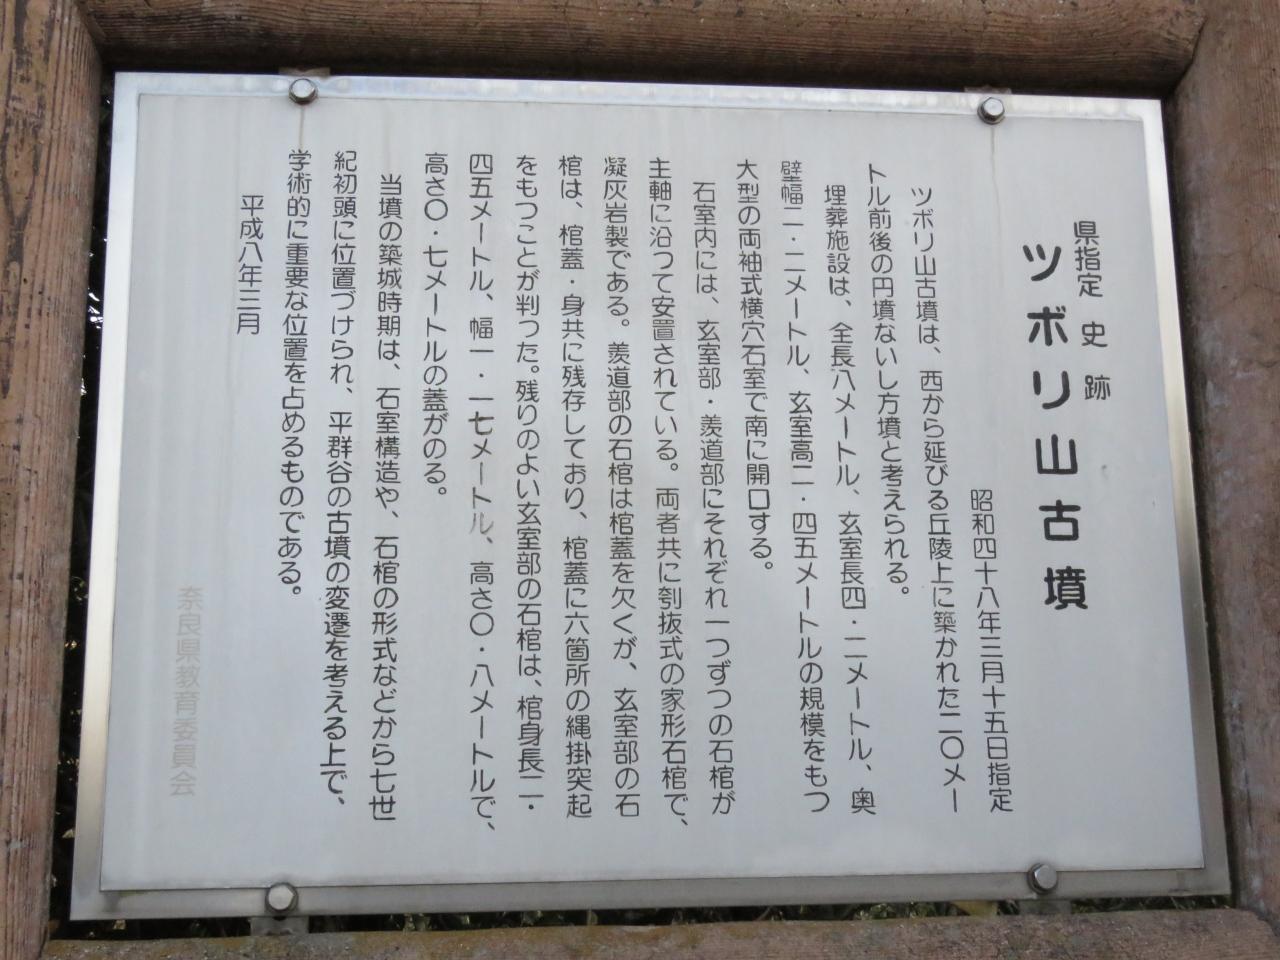 県指定 史跡
ツボリ山古墳
昭和四十八年三月十五日指定
ツボリ山古墳は、西から延びる丘陵上に築かれた二〇メー
トル前後の円墳ないし方墳と考えられる。
埋葬施設は、全長八メートル、玄室長四・二メートル、奥
壁幅二・二メートル、玄室高二・四五メートルの規模をもつ
大型の両袖式横穴石室で南に開口する。
石室内には、玄室部・羨道部にそれぞれ一つずつの石棺が
主軸に沿つて安置されている。両者共に刳抜式の家形石棺で、
凝灰岩製である。羨道部の石棺は棺蓋を欠くが、玄室部の石
棺は、棺蓋・身共に残存しており、棺蓋に六箇所の縄掛突起
をもつことが判った。残りのよい玄室部の石棺は、棺身長二・
四五メートル、幅一・一七メートル、高さ〇・八メートルで、
高さ〇・七メートルの蓋がのる。
当墳の築城時期は、石室構造や、石棺の形式などから七世
紀初頭に位置づけられ、平群谷の古墳の変遷を考える上で、
学術的に重要な位置を占めるものである。
平成八年三月
奈良県教育委員会